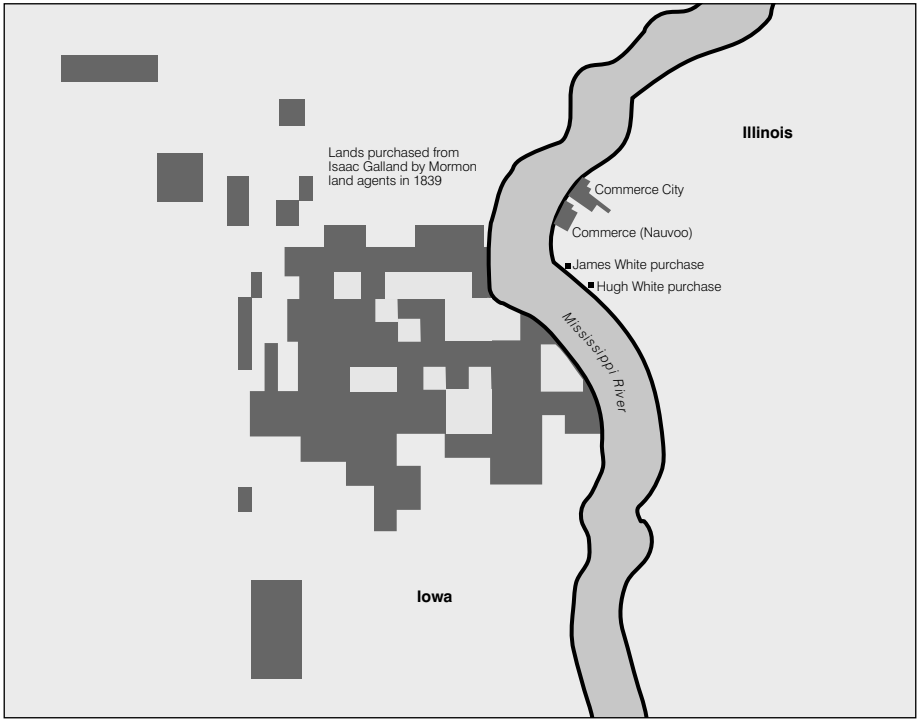 Illinois
Lands purchased from
Isaac Galland by Mormon
land agents in 1839
Commerce City
Commerce (Nauvoo)
James White purchase
Hugh White purchase
Mississippi River
Iowa